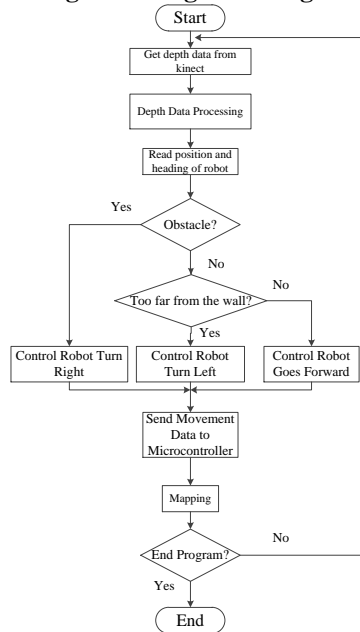 Start
Get depth data from
kinect
Depth Data Processing
Read position and
heading of robot
Yes
Obstacle?
No
No
Too far from the wall?
Yes
Control Robot Turn
Right
Control Robot
Turn Left
Control Robot
Goes Forward
Send Movement
Data to
Microcontroller
Mapping
No
End Program?
Yes
End